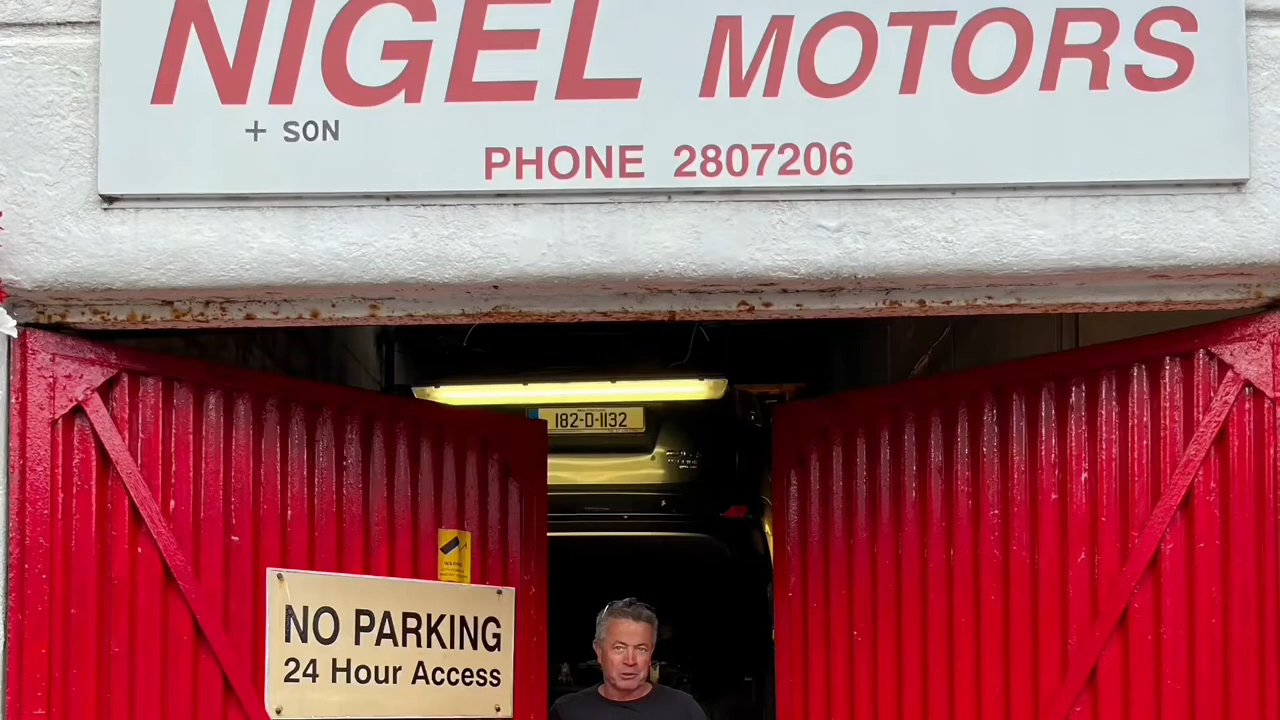 NIGEL MOTORS
+ SON
PHONE 2807206
182-D-1132
NO PARKING
24 Hour Access